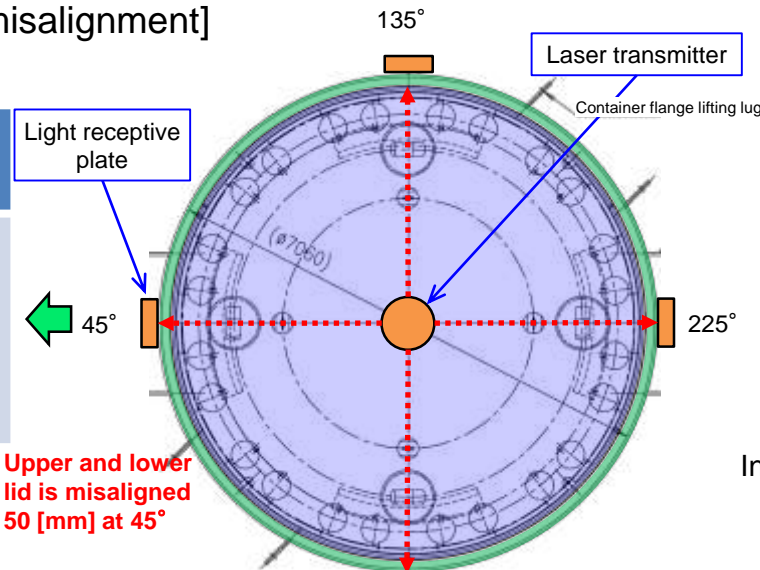 misalignment]
135°
Laser transmitter
Container flange lifting lug
Light receptive
plate
(ø7060)
45°
225°
Upper and lower
lid is misaligned
50 [mm] at 45°
In